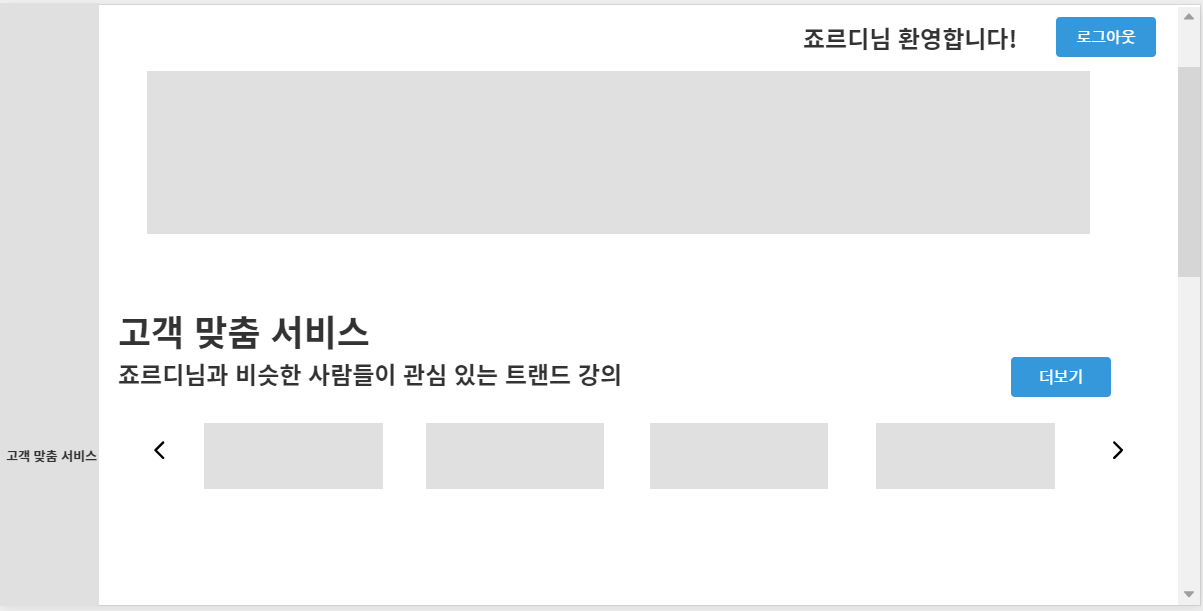 죠르디님 환영합니다!
로그아웃
고객 맞춤 서비스
죠르디님과 비슷한 사람들이 관심 있는 트랜드 강의
더보기
고객 맞춤 서비스